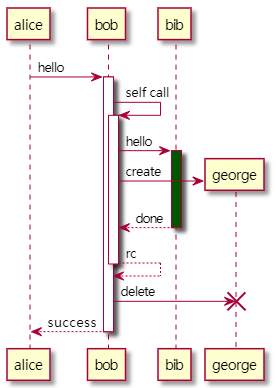 alice bob bib
hello
self call
hello
create george
done
rc
delete
success
alice bob bib george